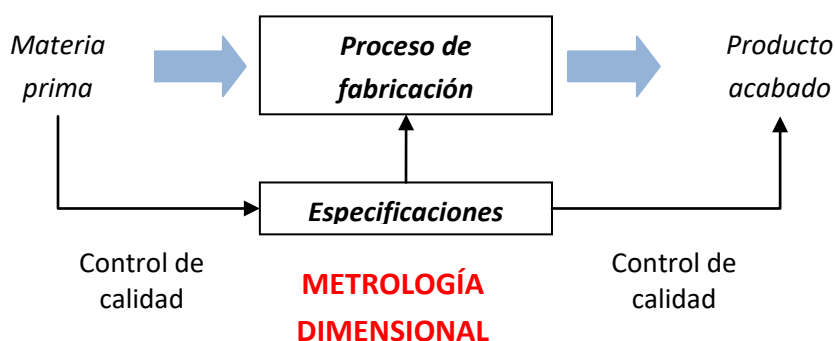 Materia
prima
Proceso de
fabricación
Producto
acabado
Especificaciones
Control de
calidad
METROLOGÍA
DIMENSIONAL
Control de
calidad